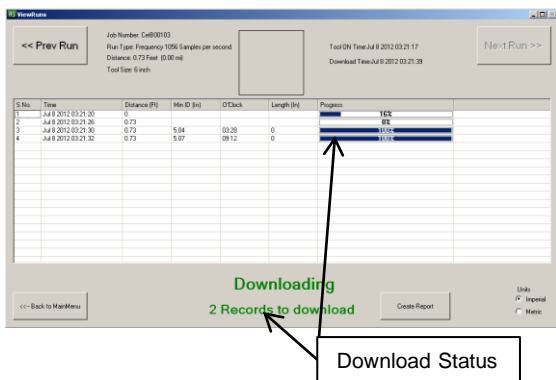 ViewRuns
<< Prev Run
Job Number: CetB00103
Run Type: Frequency 1056 Samples per second
Distance: 0.73 Feet (0.00 mi)
Tool Size: 6 inch
Tool ON Time:Jul 8 2012 03:21:17
Download Time:Jul 8 2012 03:21:39
Next Run >>
S.No. Time Distance (Ft) Min ID (In) O'Clock Length (In) Progress
1 Jul 8 2012 03:21:20 0 16%
2 Jul 8 2012 03:21:26 0.73 0%
3 Jul 8 2012 03:21:30 0.73 5.04 03:28 0 100%
4 Jul 8 2012 03:21:32 0.73 5.07 09:12 0 100%
Downloading
2 Records to download
<<- Back to MainMenu
Create Report
Units
Imperial
Metric
Download Status